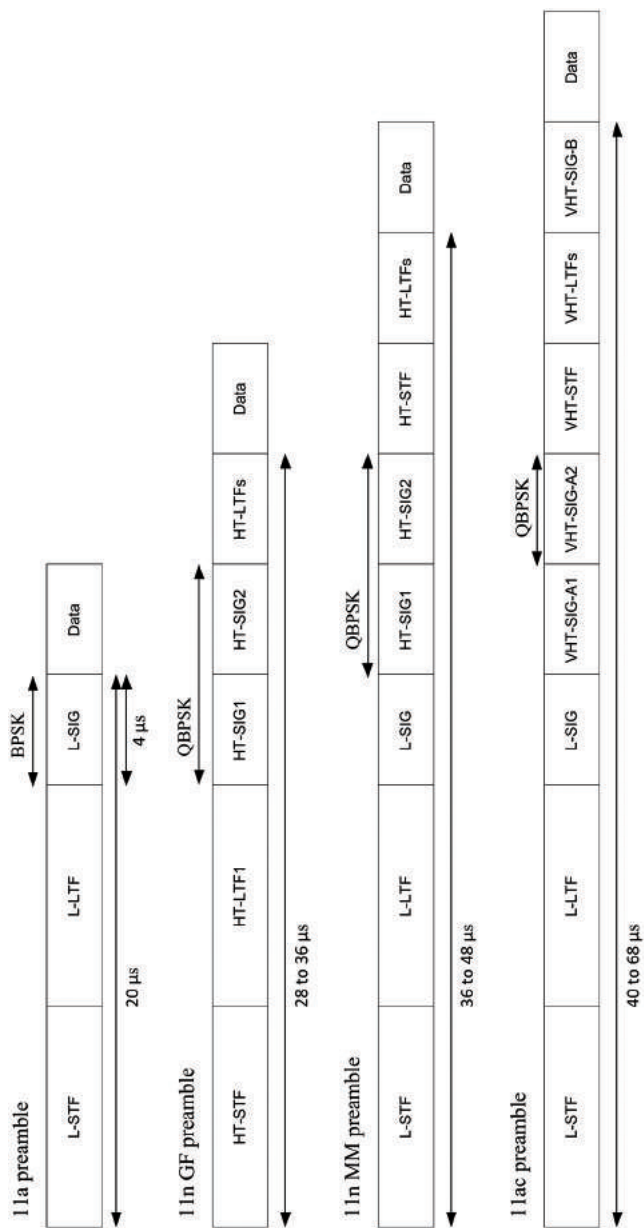 11a preamble
BPSK
L-STF L-LTF L-SIG Data
4 μs
20 μs
11n GF preamble
QBPSK
HT-STF HT-LTF1 HT-SIG1 HT-SIG2 HT-LTFs Data
28 to 36 μs
11n MM preamble
QBPSK
L-STF L-LTF L-SIG HT-SIG1 HT-SIG2 HT-STF HT-LTFs Data
36 to 48 μs
11ac preamble
QBPSK
L-STF L-LTF L-SIG VHT-SIG-A1 VHT-SIG-A2 VHT-STF VHT-LTFs VHT-SIG-B Data
40 to 68 μs